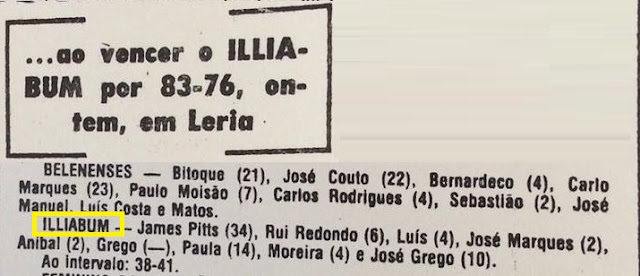 ...ao vencer o ILLIA-
BUM por 83-76, on-
tem, em Leria
BELENENSES — Bitoque (21), José Couto (22), Bernardeco (4), Carlo
Marques (23), Paulo Moisão (7), Carlos Rodrigues (4), Sebastião (2), José
Manuel, Luís Costa e Matos.
ILLIABUM — James Pitts (34), Rui Redondo (6), Luís (4), José Marques (2),
Aníbal (2), Grego (—), Paula (14), Moreira (4) e José Grego (10).
Ao intervalo: 38-41.